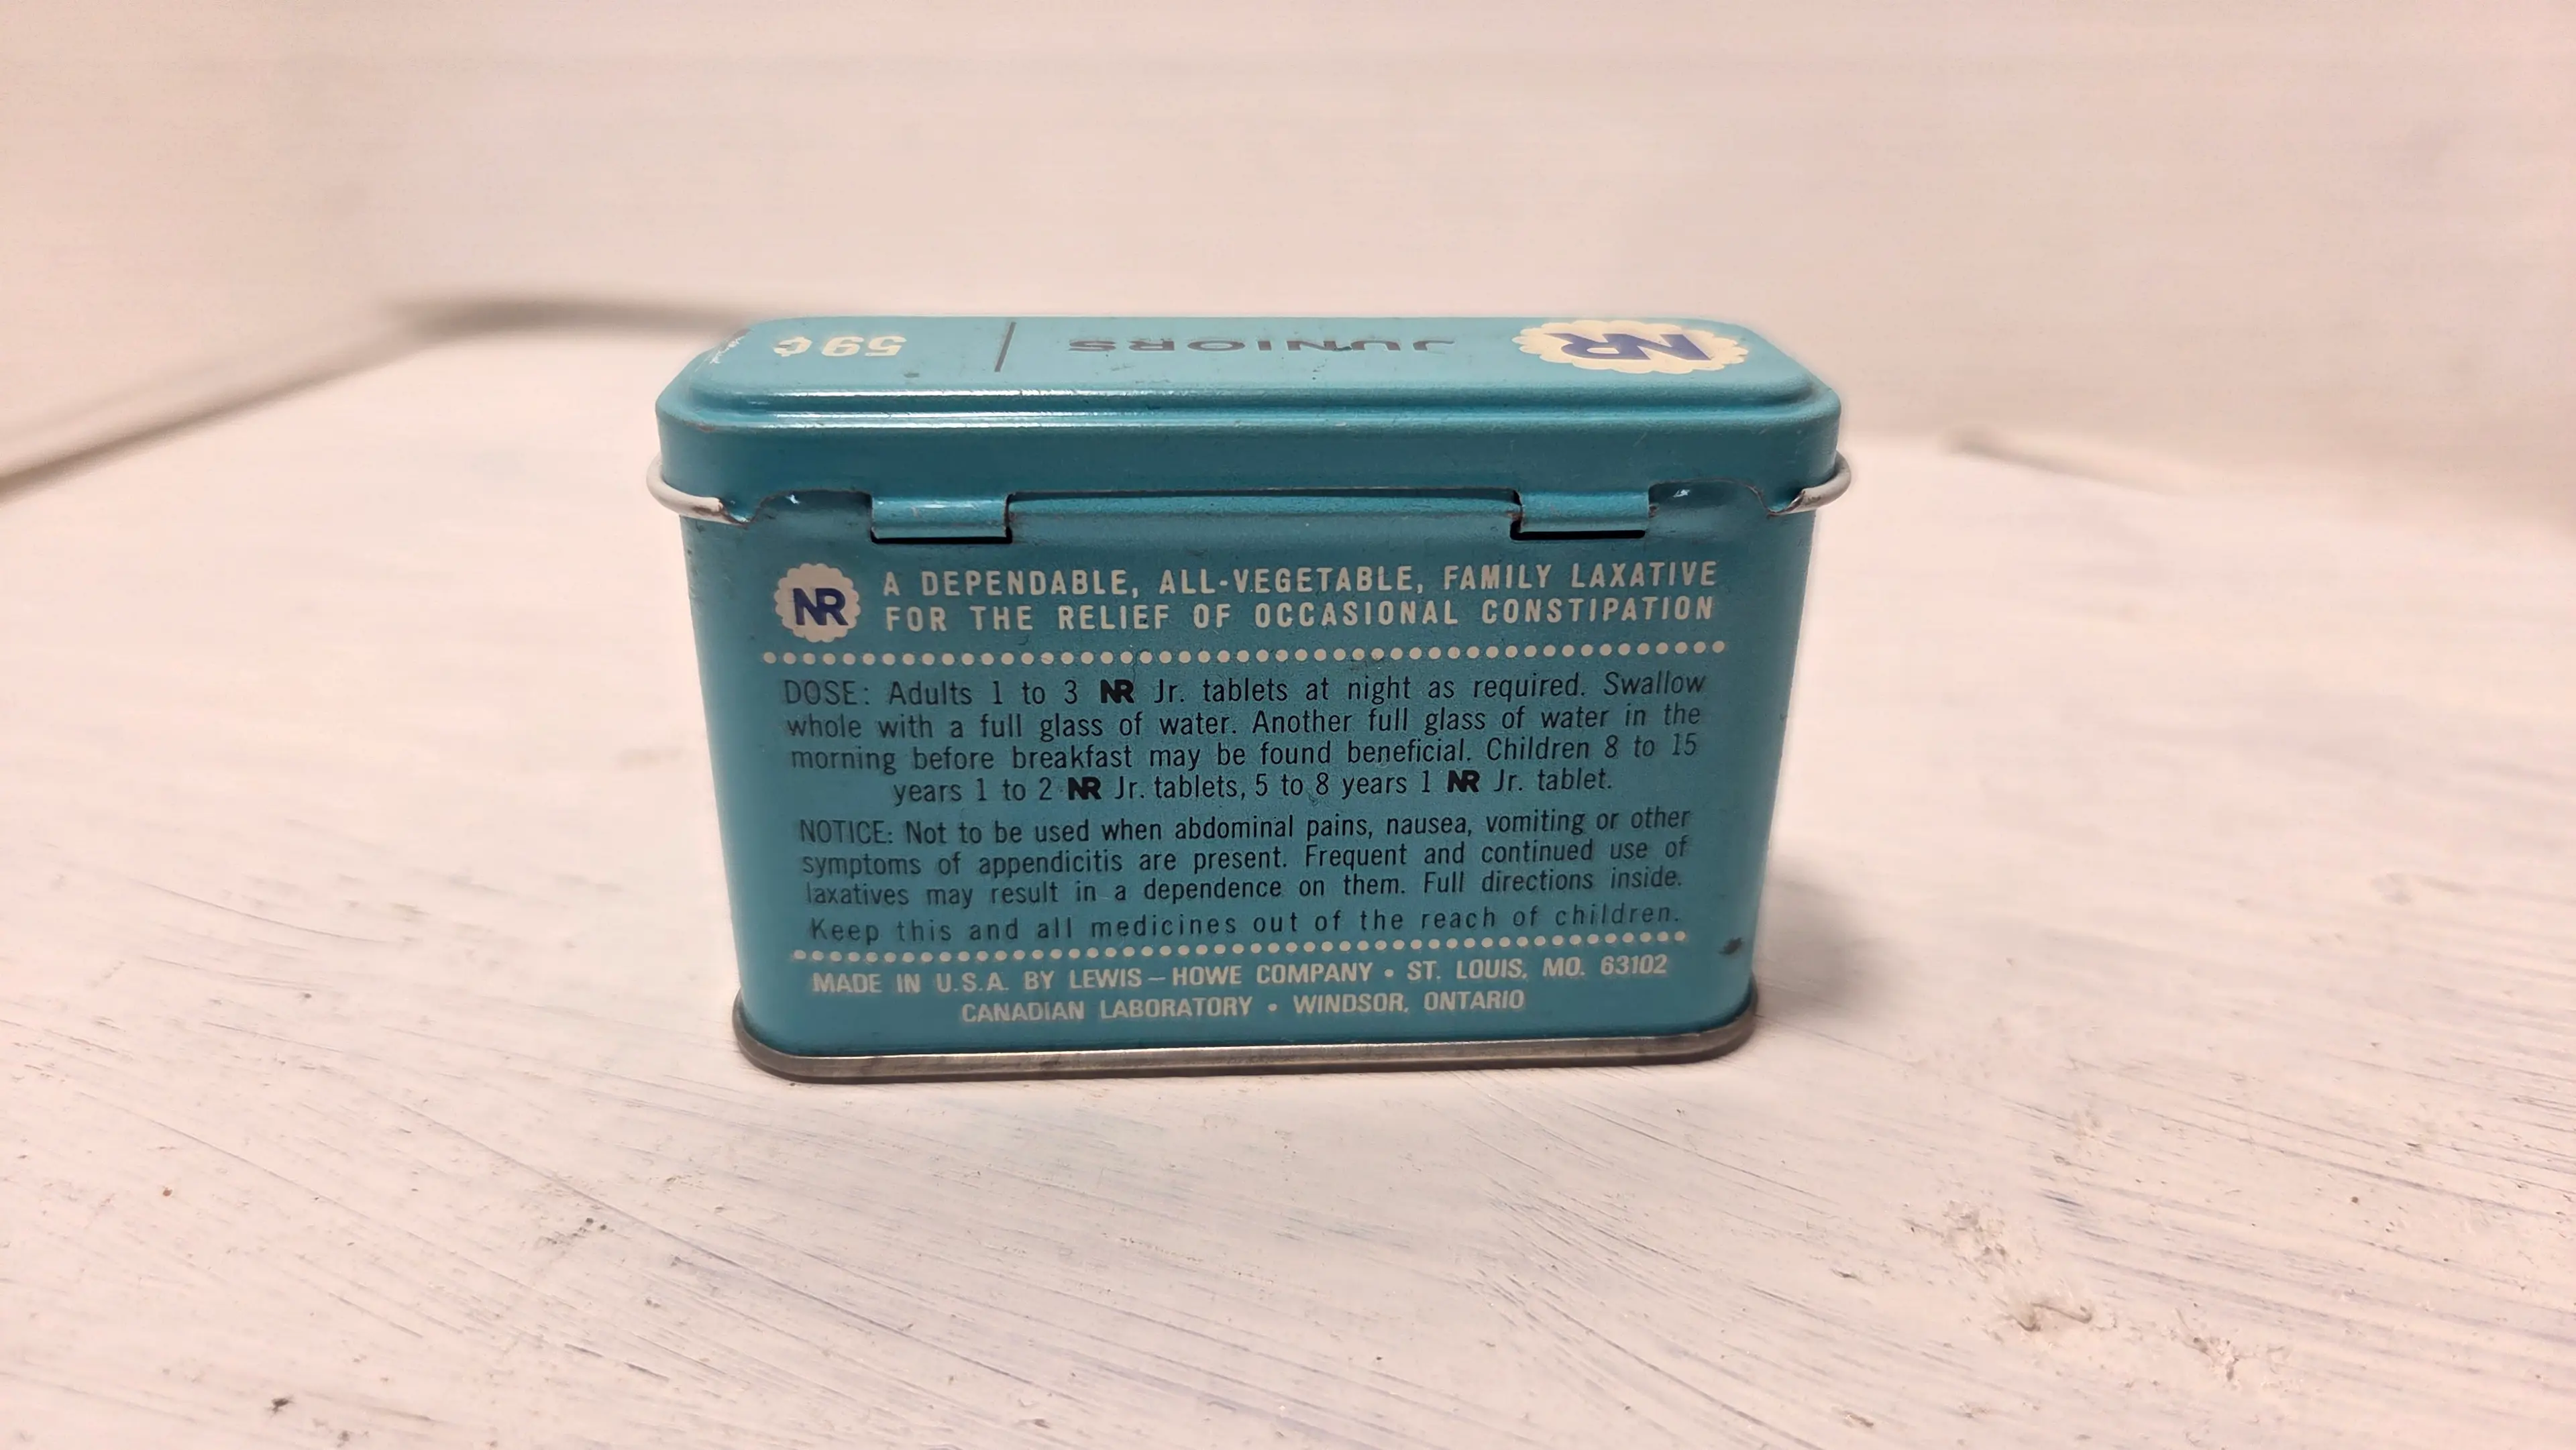 NR JUNIORS 59¢
NR
A DEPENDABLE, ALL-VEGETABLE, FAMILY LAXATIVE
FOR THE RELIEF OF OCCASIONAL CONSTIPATION
DOSE: Adults 1 to 3 NR Jr. tablets at night as required. Swallow
whole with a full glass of water. Another full glass of water in the
morning before breakfast may be found beneficial. Children 8 to 15
years 1 to 2 NR Jr. tablets, 5 to 8 years 1 NR Jr. tablet.
NOTICE: Not to be used when abdominal pains, nausea, vomiting or other
symptoms of appendicitis are present. Frequent and continued use of
laxatives may result in a dependence on them. Full directions inside.
Keep this and all medicines out of the reach of children.
MADE IN U.S.A. BY LEWIS – HOWE COMPANY • ST. LOUIS, MO. 63102
CANADIAN LABORATORY • WINDSOR, ONTARIO